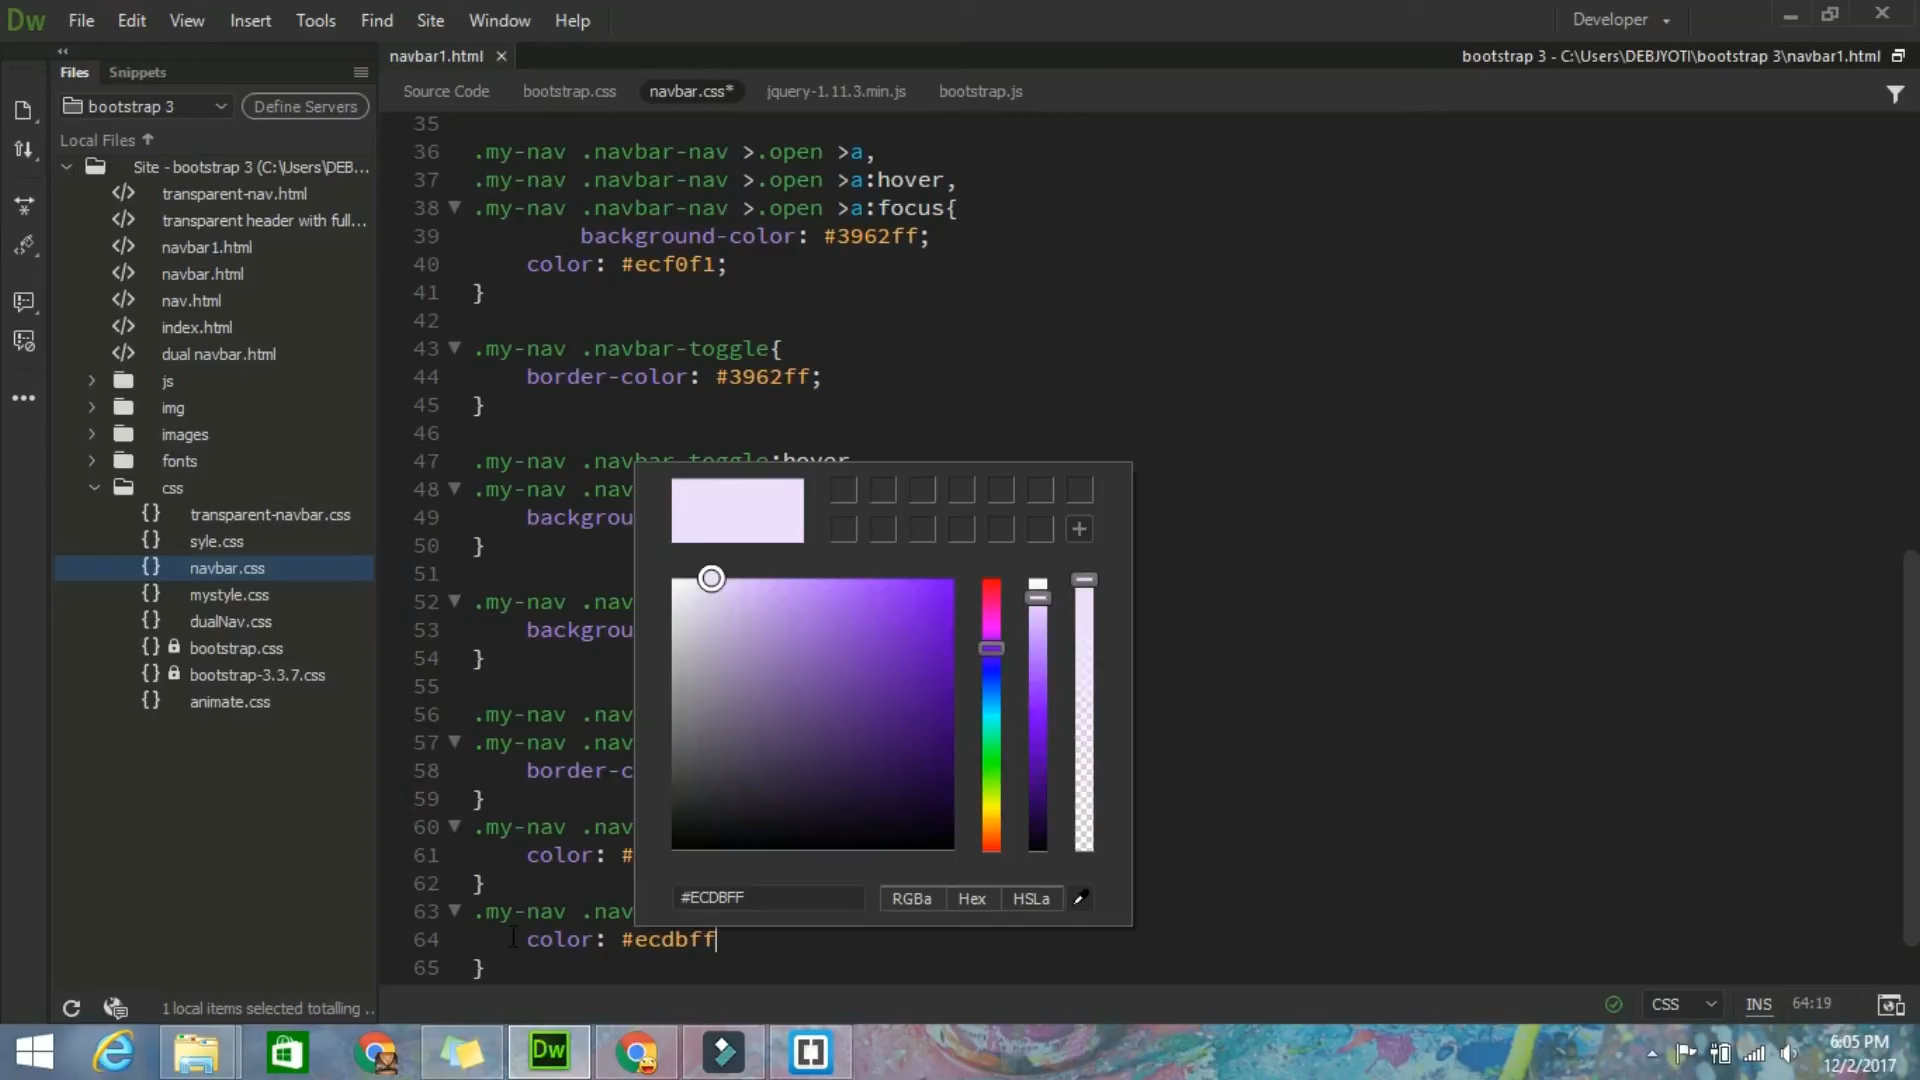 Dw File Edit View Insert Tools Find Site Window Help Developer
navbar1.html bootstrap 3 - C:\Users\DEBJYOTI\bootstrap 3\navbar1.html
Files Snippets
Source Code bootstrap.css navbar.css* jquery-1.11.3.min.js bootstrap.js
bootstrap 3 Define Servers
Local Files
Site - bootstrap 3 (C:\Users\DEB...
transparent-nav.html
transparent header with full...
navbar1.html
navbar.html
nav.html
index.html
dual navbar.html
js
img
images
fonts
css
transparent-navbar.css
syle.css
navbar.css
mystyle.css
dualNav.css
bootstrap.css
bootstrap-3.3.7.css
animate.css
35
36 .my-nav .navbar-nav >.open >a,
37 .my-nav .navbar-nav >.open >a:hover,
38 .my-nav .navbar-nav >.open >a:focus{
39 background-color: #3962ff;
40 color: #ecf0f1;
41 }
42
43 .my-nav .navbar-toggle{
44 border-color: #3962ff;
45 }
46
47 .my-nav .navbar-toggle:hover,
48 .my-nav .nav
49 backgrou
50 }
51
52 .my-nav .nav
53 backgrou
54 }
55
56 .my-nav .nav
57 .my-nav .nav
58 border-c
59 }
60 .my-nav .nav
61 color: #
62 }
63 .my-nav .nav
64 color: #ecdbff
65 }
#ECDBFF RGBa Hex HSLa
1 local items selected totalling ..
CSS INS 64:19
Dw
6:05 PM
12/2/2017